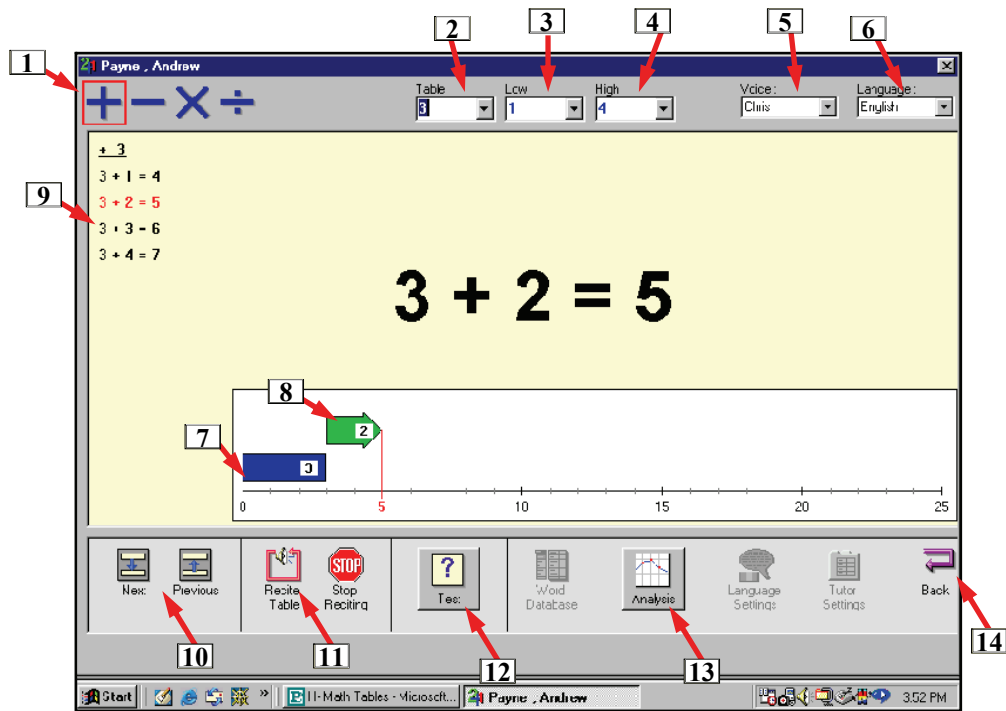 2 3 4 5 6
1
Payne , Andrew
Table Low High Voice: Language:
3 1 4 Chris English
+ 3
3 + 1 = 4
9
3 + 2 = 5
3 + 3 = 6
3 + 4 = 7
3 + 2 = 5
8
2
7
3
0 5 10 15 20 25
?
STOP
Next Previous Recite Table Stop Reciting Test Word Database Analysis Language Settings Tutor Settings Back
10 11 12 13 14
Start » 11-Math Tables - Microsoft... Payne , Andrew 3:52 PM